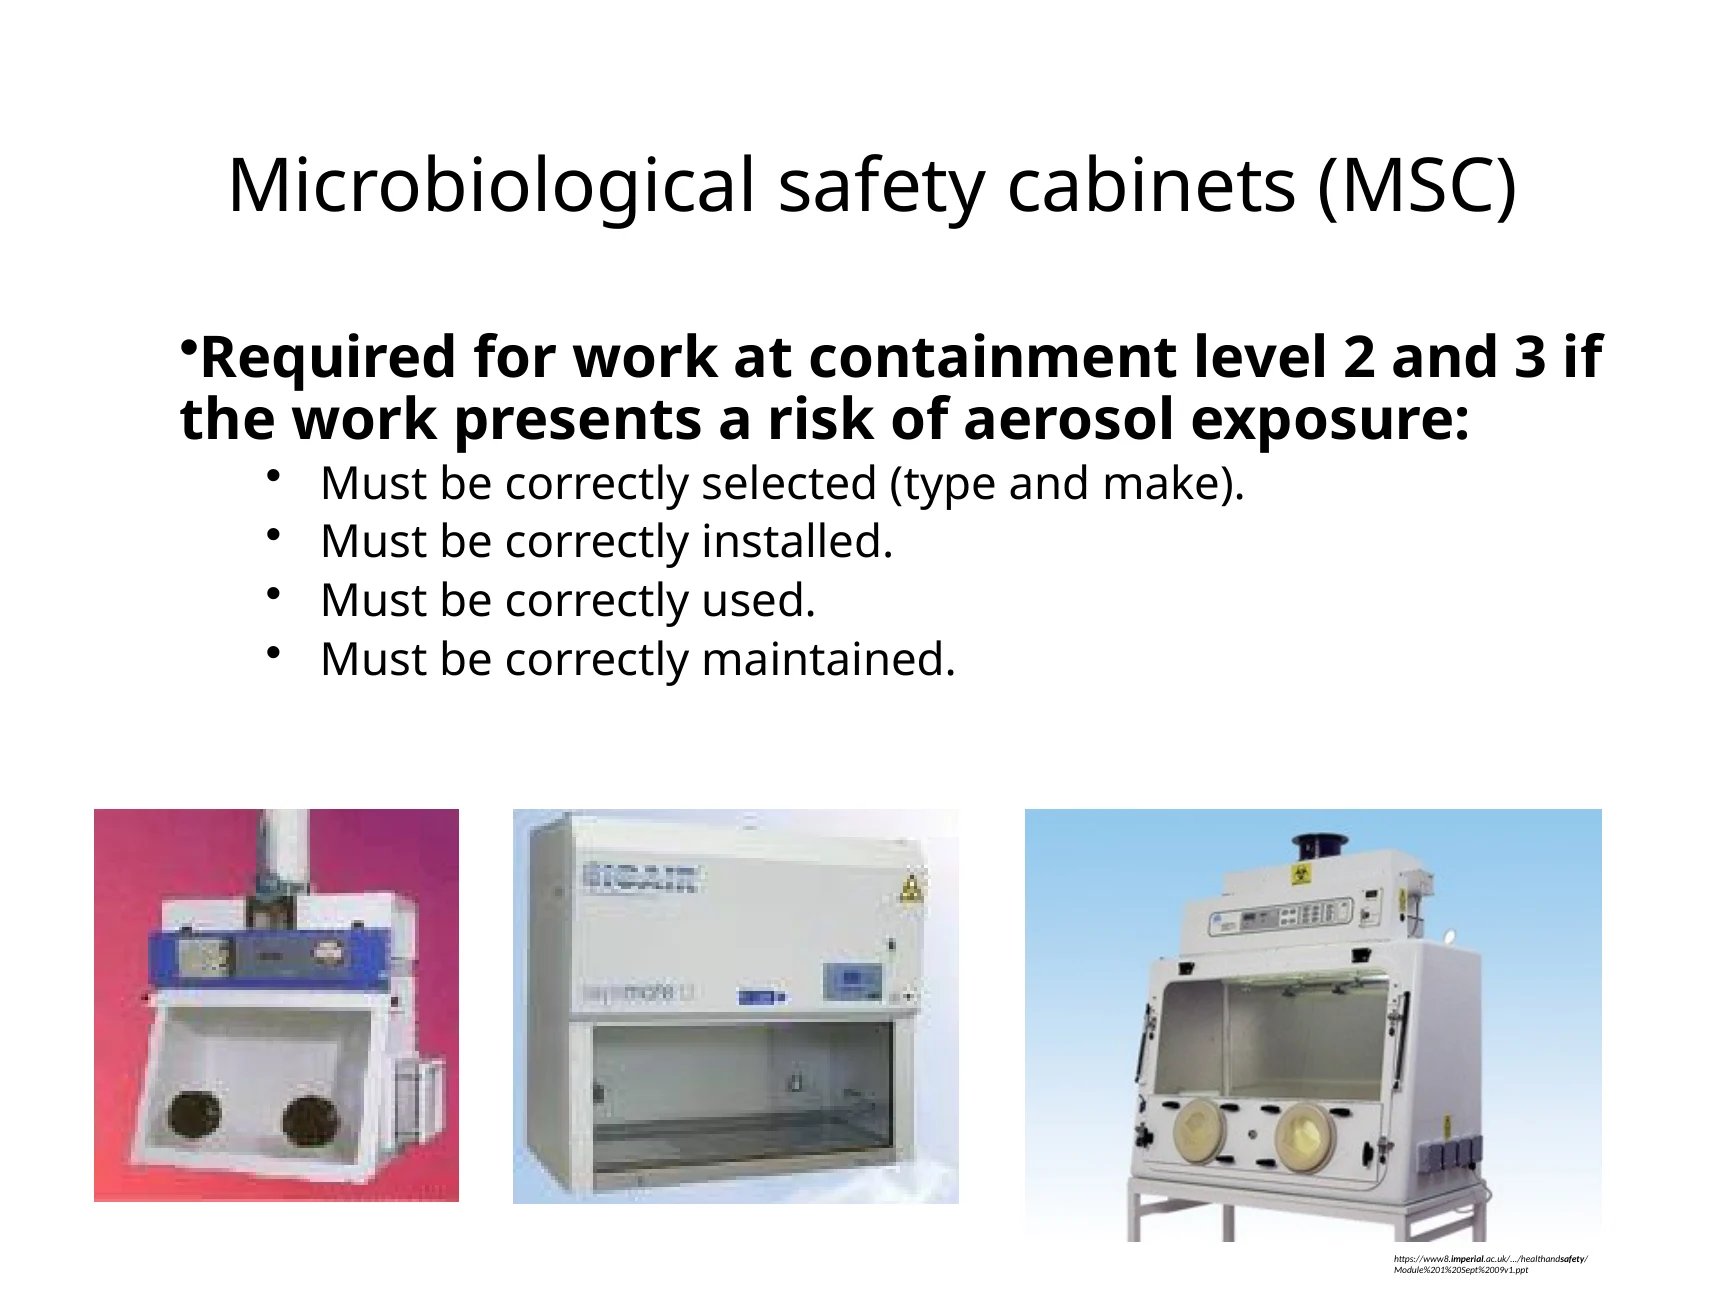 Microbiological safety cabinets (MSC)
•Required for work at containment level 2 and 3 if
the work presents a risk of aerosol exposure:
• Must be correctly selected (type and make).
• Must be correctly installed.
• Must be correctly used.
• Must be correctly maintained.
https://www8.imperial.ac.uk/.../healthandsafety/
Module%201%20Sept%2009v1.ppt